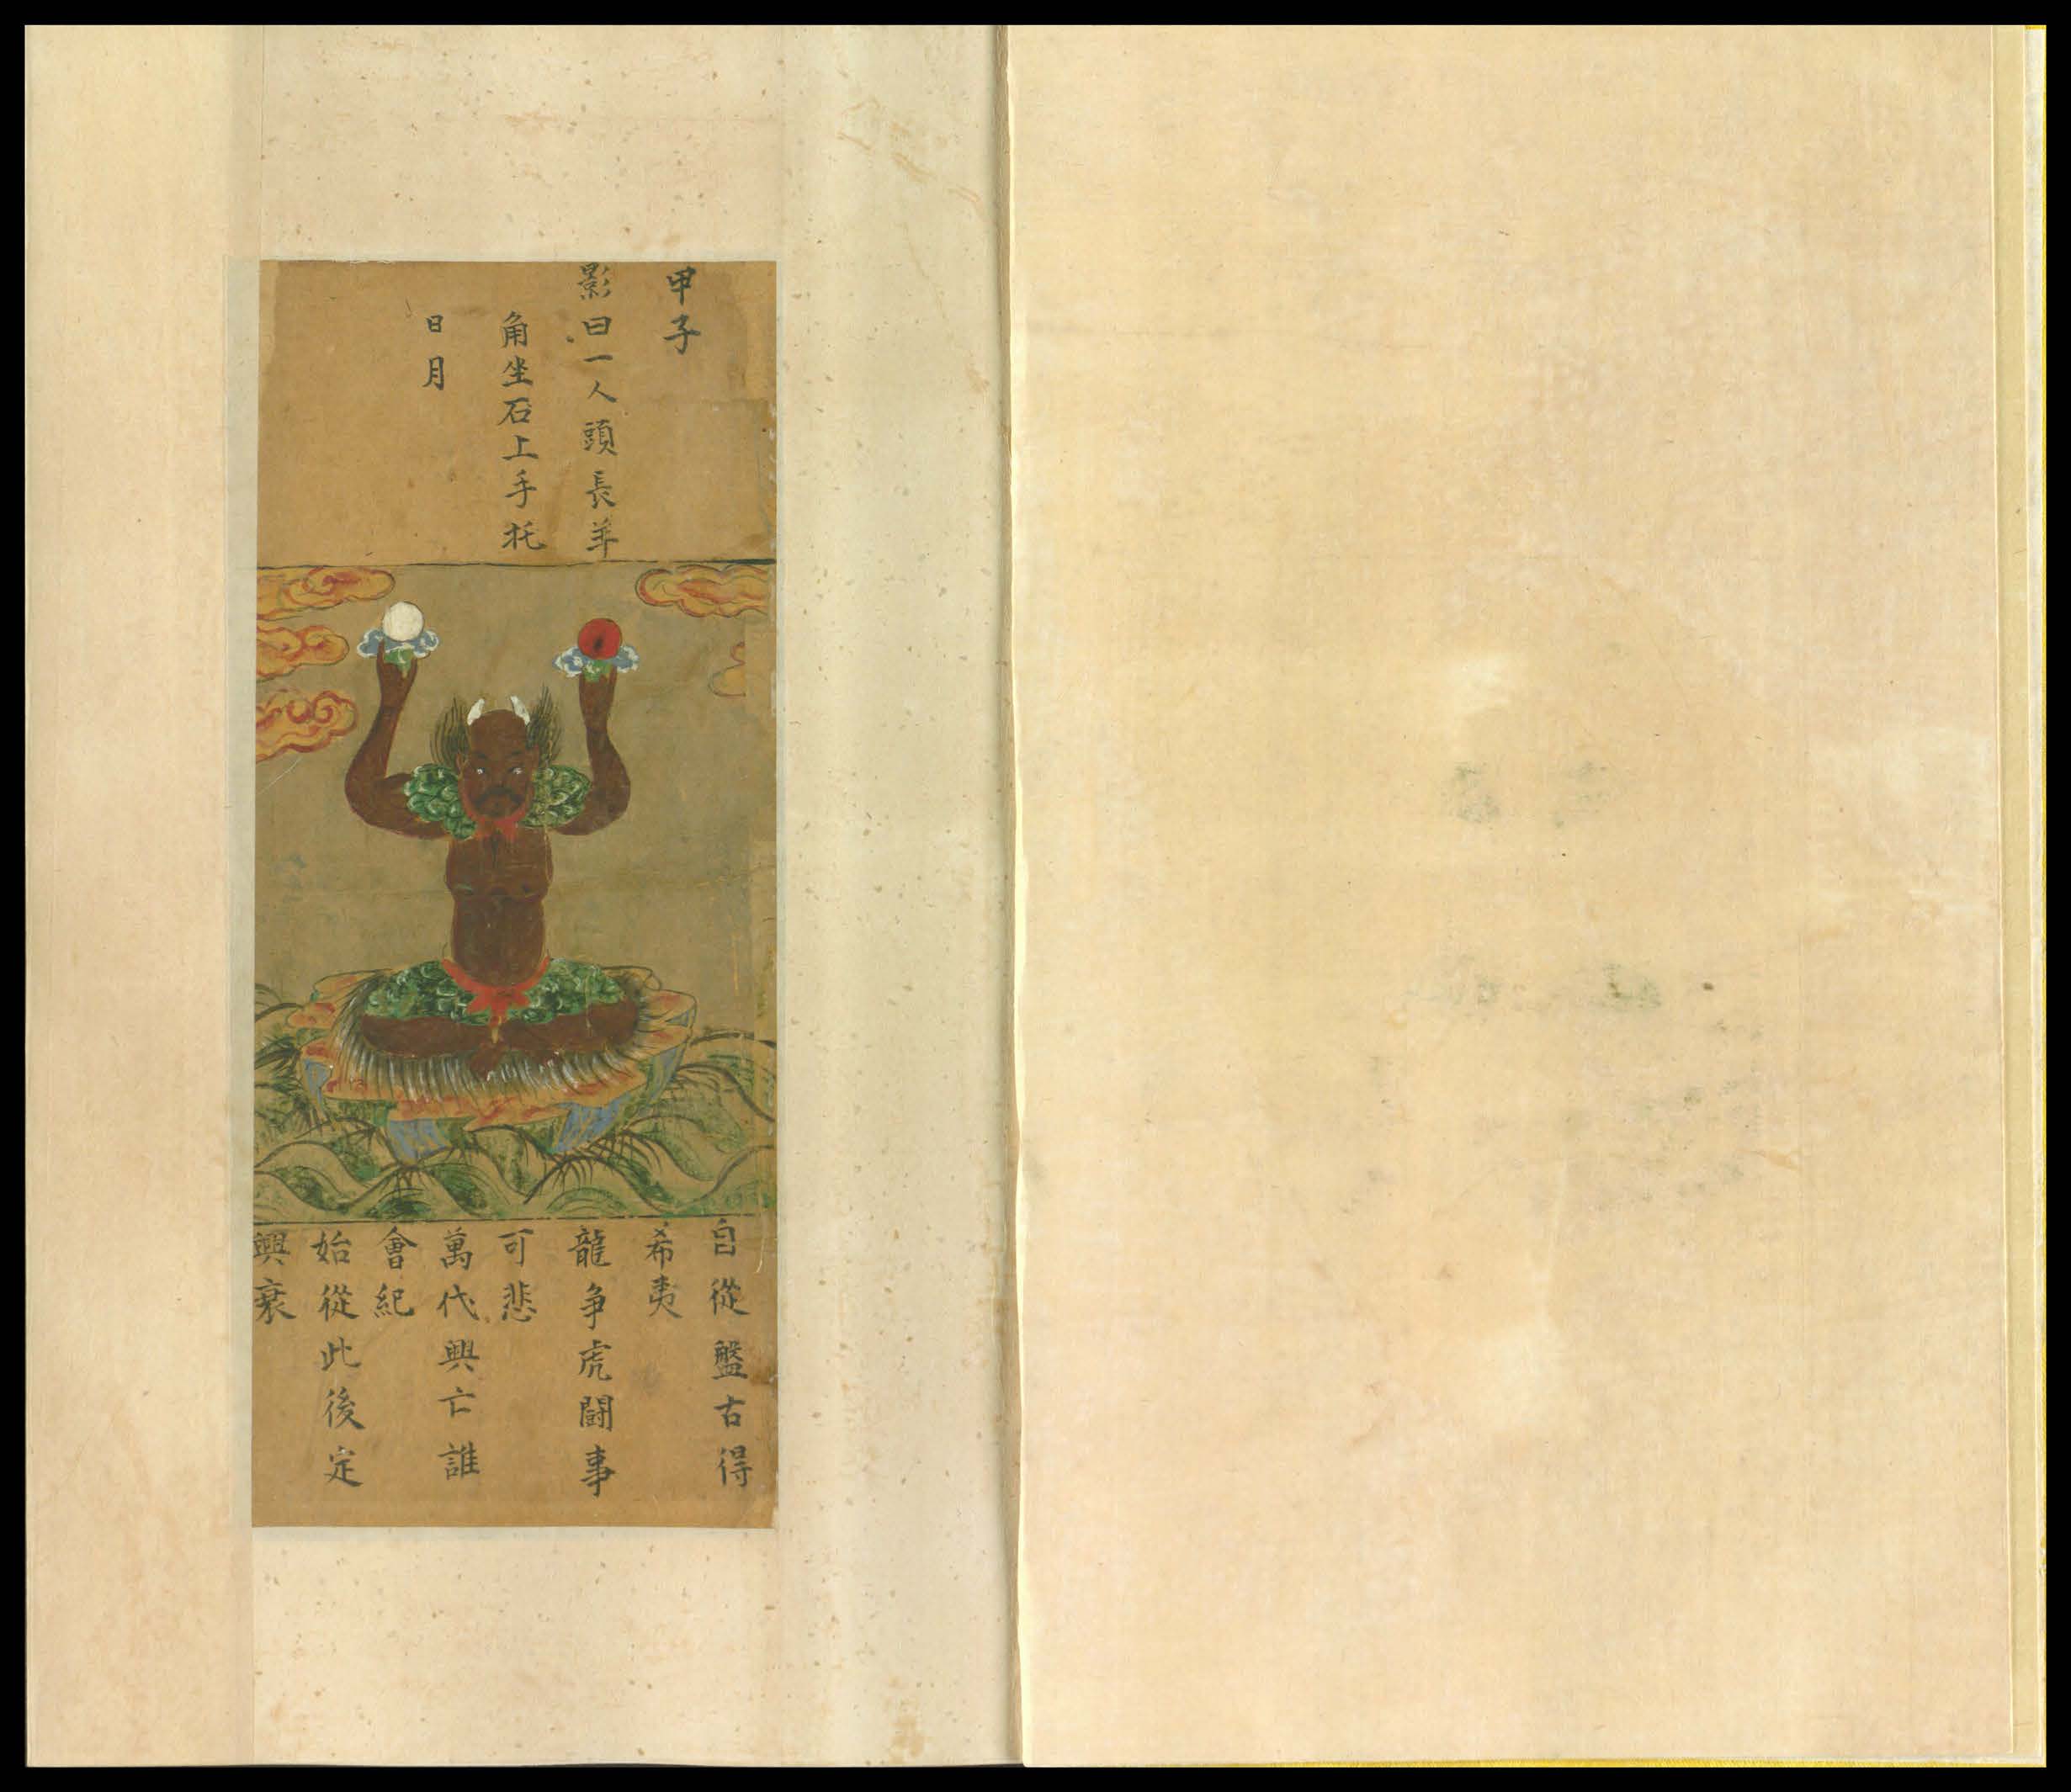 甲子
影曰一人頭長羊
角坐石上手托
日月
自從盤古得
希夷
龍争虎闘事
可悲
萬代興亡誰
會紀
始從此後定
興衰